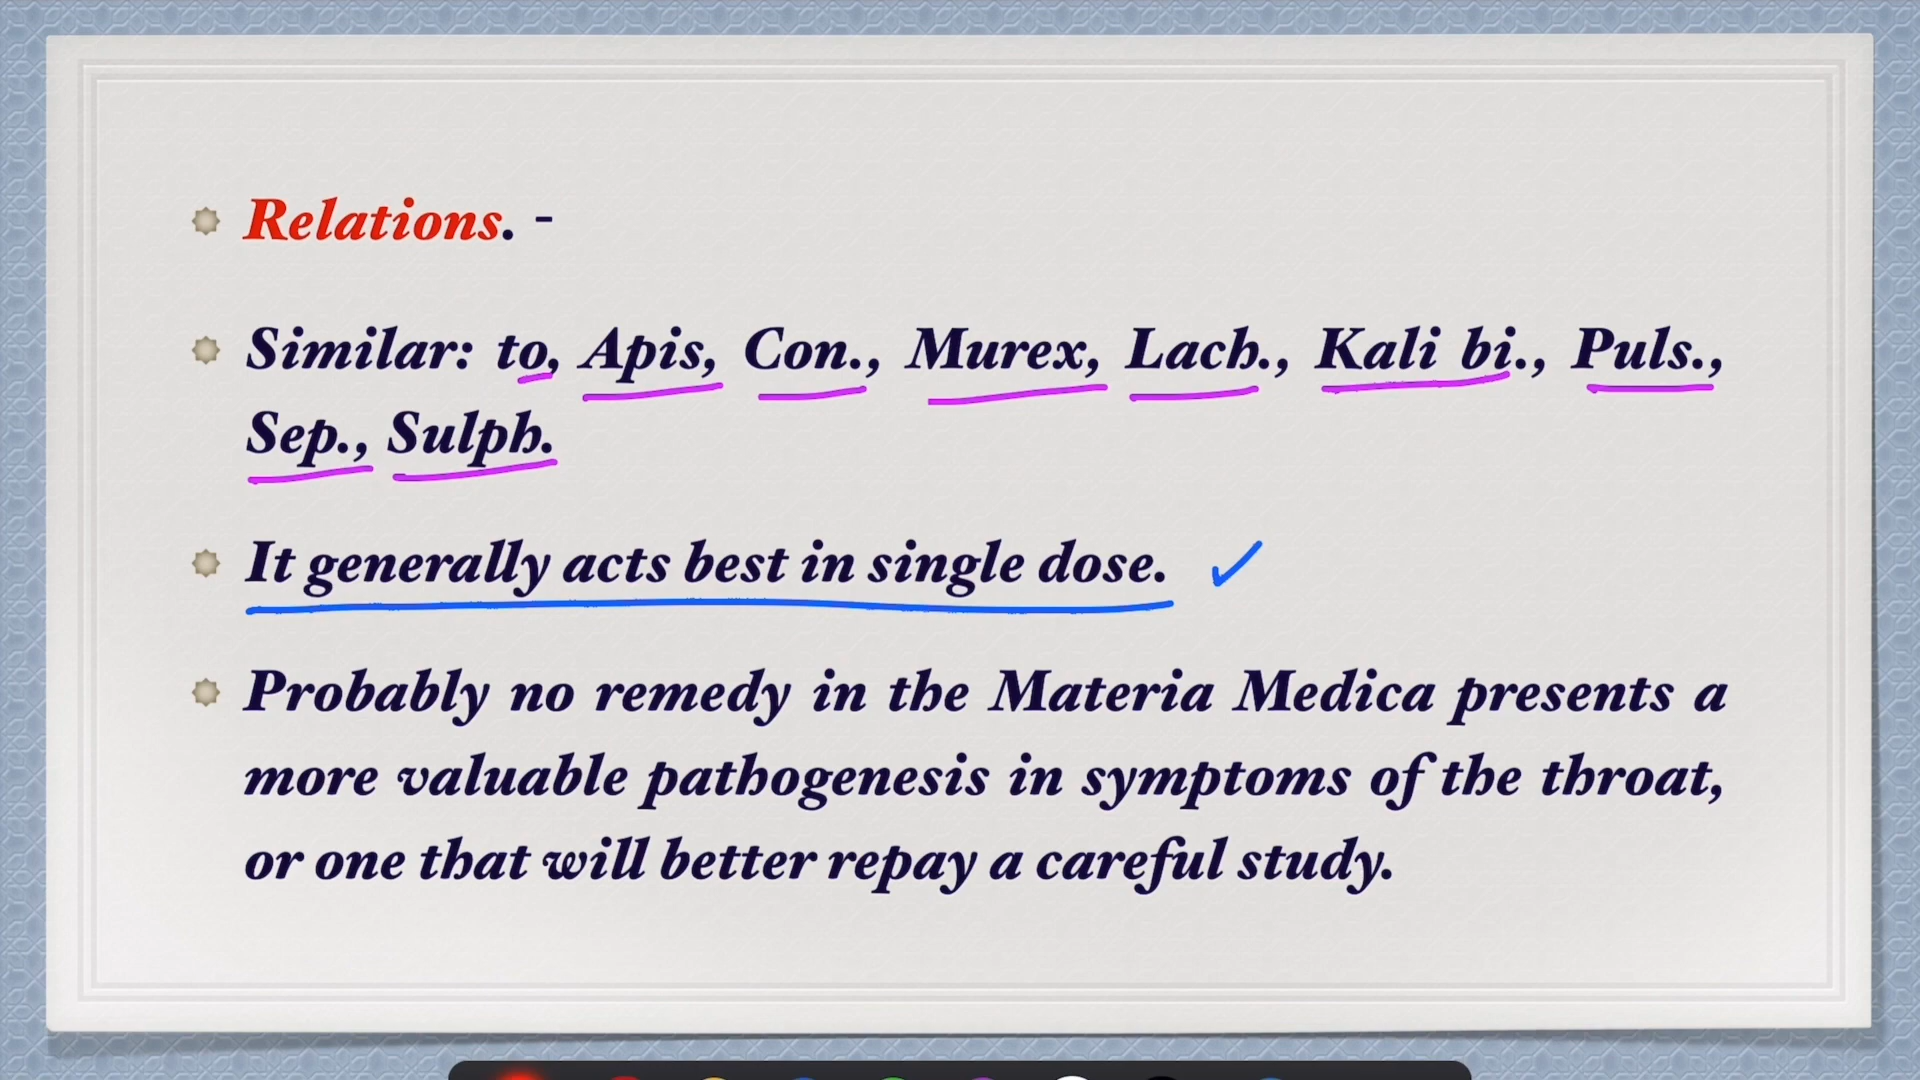 Relations. -
Similar: to, Apis, Con., Murex, Lach., Kali bi., Puls.,
Sep., Sulph.
It generally acts best in single dose.
Probably no remedy in the Materia Medica presents a
more valuable pathogenesis in symptoms of the throat,
or one that will better repay a careful study.